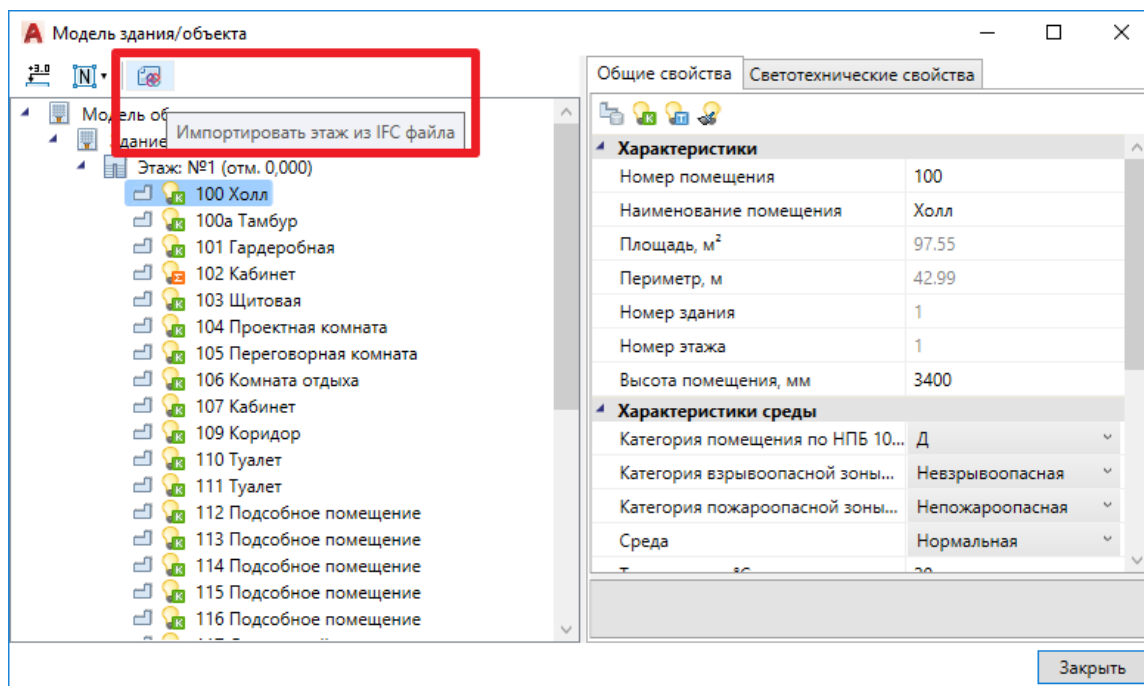 Модель здания/объекта
+3.0
N
Общие свойства
Светотехнические свойства
Модель об
Импортировать этаж из IFC файла
Здание
Этаж: №1 (отм. 0,000)
100 Холл
100а Тамбур
101 Гардеробная
102 Кабинет
103 Щитовая
104 Проектная комната
105 Переговорная комната
106 Комната отдыха
107 Кабинет
109 Коридор
110 Туалет
111 Туалет
112 Подсобное помещение
113 Подсобное помещение
114 Подсобное помещение
115 Подсобное помещение
116 Подсобное помещение
Характеристики
Номер помещения 100
Наименование помещения Холл
Площадь, м² 97.55
Периметр, м 42.99
Номер здания 1
Номер этажа 1
Высота помещения, мм 3400
Характеристики среды
Категория помещения по НПБ 10... Д
Категория взрывоопасной зоны... Невзрывоопасная
Категория пожароопасной зоны... Непожароопасная
Среда Нормальная
Закрыть